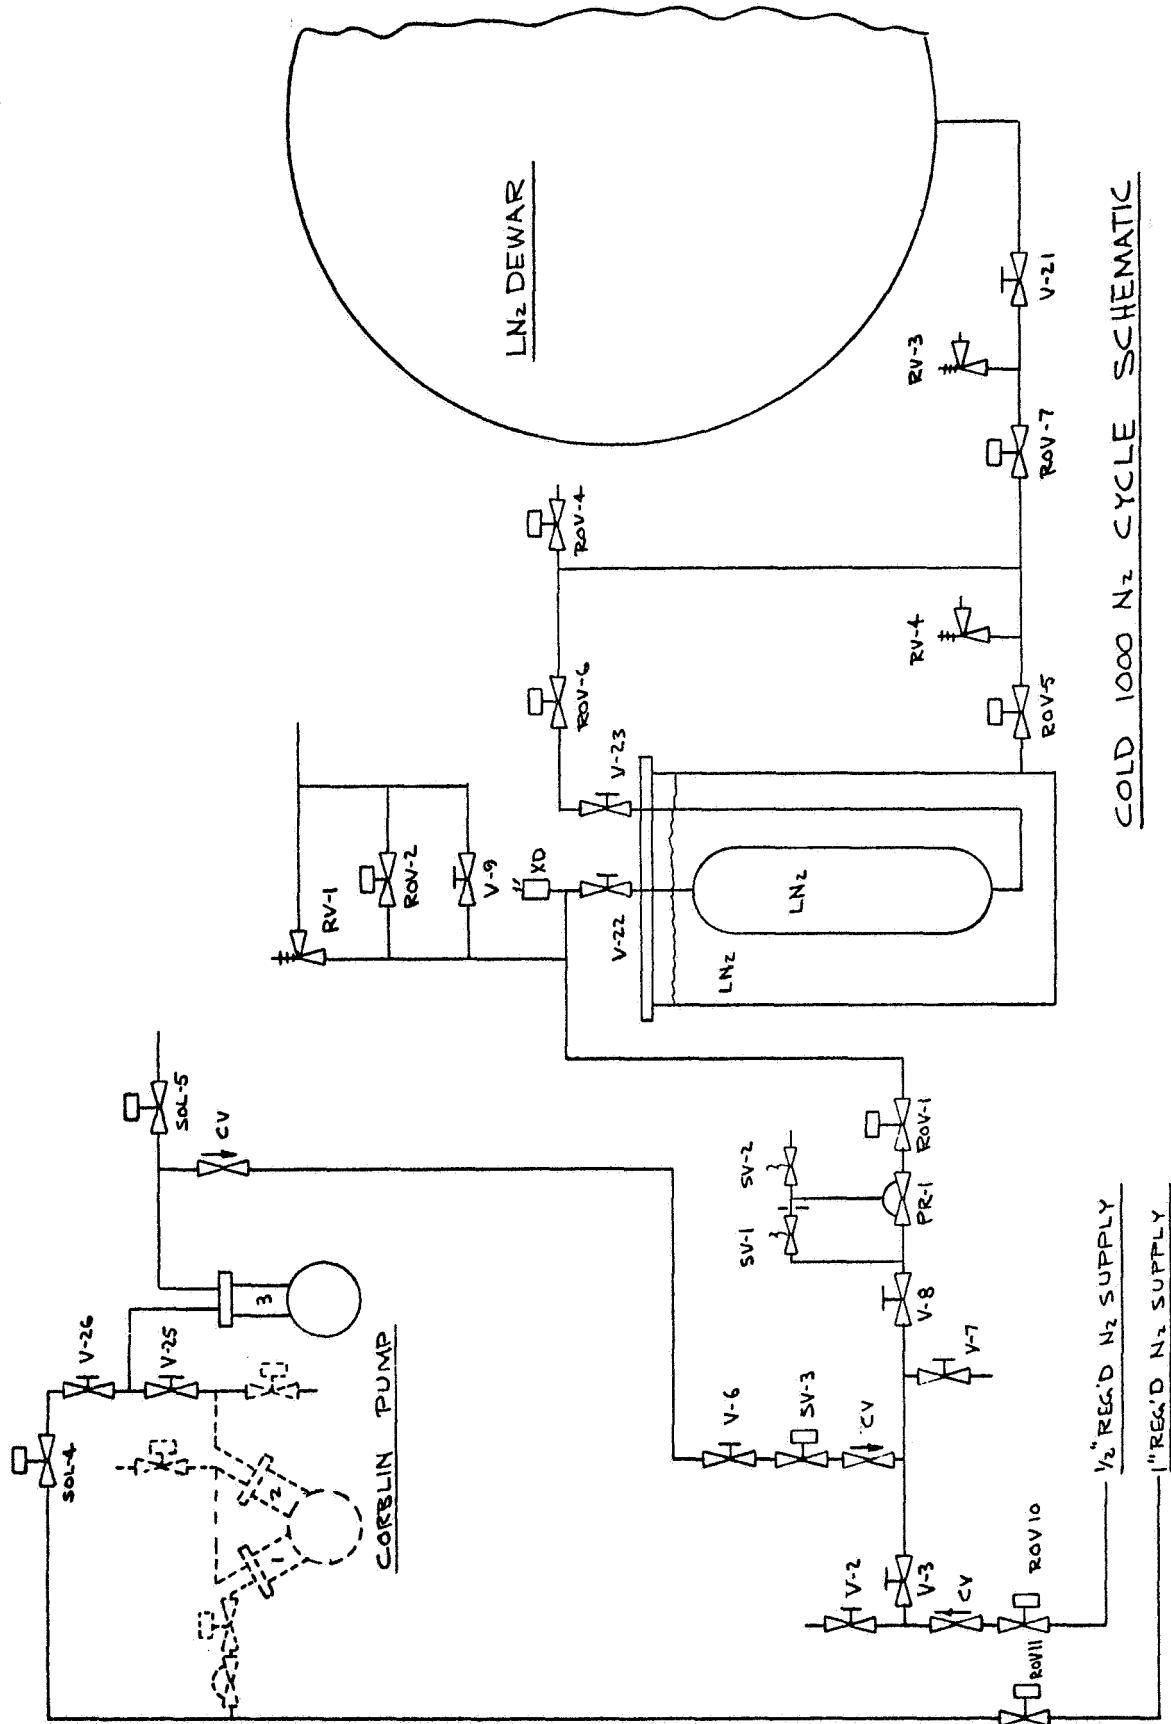 LN₂ DEWAR
V-21
RV-3
ROV-7
ROV-4
RV-4
ROV-6
ROV-5
V-23
XD
V-22
LN₂
LN₂
RV-1
ROV-2
V-9
SOL-5
CV
SV-2
SV-1
ROV-1
PR-1
V-8
V-7
V-6
SV-3
CV
V-26
V-25
SOL-4
3
2
1
CORBLIN PUMP
V-2
V-3
CV
ROV10
ROV11
½" REG'D N₂ SUPPLY
1" REG'D N₂ SUPPLY
COLD 1000 N₂ CYCLE SCHEMATIC